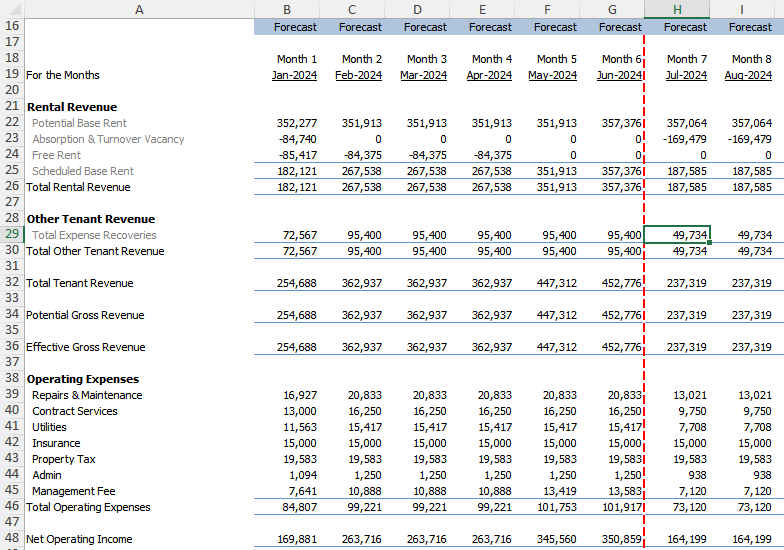 A B C D E F G H I
16 Forecast Forecast Forecast Forecast Forecast Forecast Forecast Forecast
17
18 Month 1 Month 2 Month 3 Month 4 Month 5 Month 6 Month 7 Month 8
19 For the Months Jan-2024 Feb-2024 Mar-2024 Apr-2024 May-2024 Jun-2024 Jul-2024 Aug-2024
20
21 Rental Revenue
22 Potential Base Rent 352,277 351,913 351,913 351,913 351,913 357,376 357,064 357,064
23 Absorption & Turnover Vacancy -84,740 0 0 0 0 0 -169,479 -169,479
24 Free Rent -85,417 -84,375 -84,375 -84,375 0 0 0 0
25 Scheduled Base Rent 182,121 267,538 267,538 267,538 351,913 357,376 187,585 187,585
26 Total Rental Revenue 182,121 267,538 267,538 267,538 351,913 357,376 187,585 187,585
27
28 Other Tenant Revenue
29 Total Expense Recoveries 72,567 95,400 95,400 95,400 95,400 95,400 49,734 49,734
30 Total Other Tenant Revenue 72,567 95,400 95,400 95,400 95,400 95,400 49,734 49,734
31
32 Total Tenant Revenue 254,688 362,937 362,937 362,937 447,312 452,776 237,319 237,319
33
34 Potential Gross Revenue 254,688 362,937 362,937 362,937 447,312 452,776 237,319 237,319
35
36 Effective Gross Revenue 254,688 362,937 362,937 362,937 447,312 452,776 237,319 237,319
37
38 Operating Expenses
39 Repairs & Maintenance 16,927 20,833 20,833 20,833 20,833 20,833 13,021 13,021
40 Contract Services 13,000 16,250 16,250 16,250 16,250 16,250 9,750 9,750
41 Utilities 11,563 15,417 15,417 15,417 15,417 15,417 7,708 7,708
42 Insurance 15,000 15,000 15,000 15,000 15,000 15,000 15,000 15,000
43 Property Tax 19,583 19,583 19,583 19,583 19,583 19,583 19,583 19,583
44 Admin 1,094 1,250 1,250 1,250 1,250 1,250 938 938
45 Management Fee 7,641 10,888 10,888 10,888 13,419 13,583 7,120 7,120
46 Total Operating Expenses 84,807 99,221 99,221 99,221 101,753 101,917 73,120 73,120
47
48 Net Operating Income 169,881 263,716 263,716 263,716 345,560 350,859 164,199 164,199